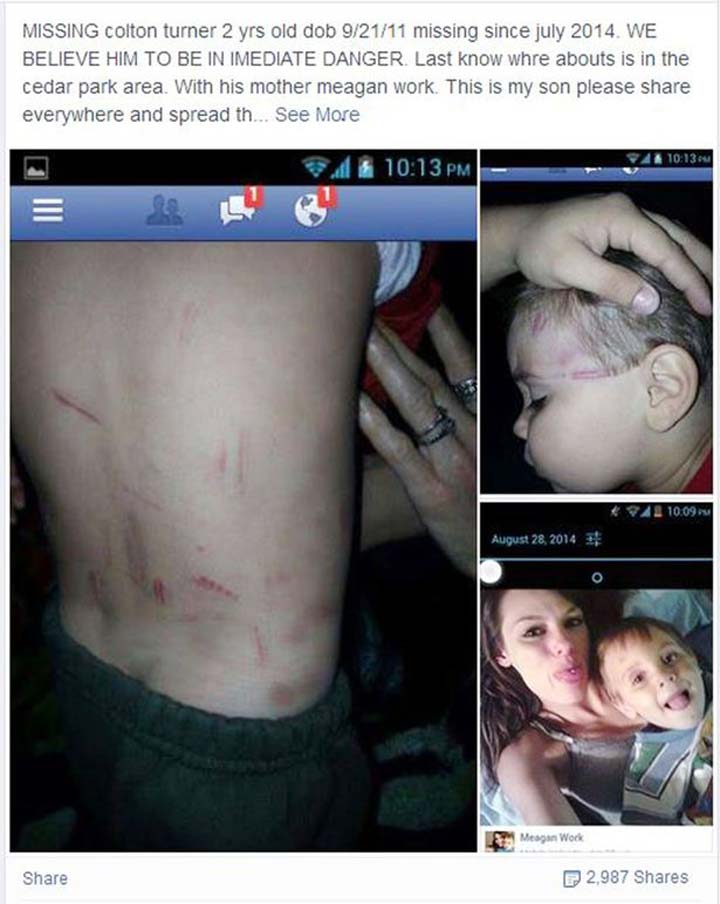 MISSING colton turner 2 yrs old dob 9/21/11 missing since july 2014. WE
BELIEVE HIM TO BE IN IMEDIATE DANGER. Last know whre abouts is in the
cedar park area. With his mother meagan work. This is my son please share
everywhere and spread th... See More
10:13 PM
1
1
10:13 PM
10:09 PM
August 28, 2014
Meagan Work
Share
2,987 Shares